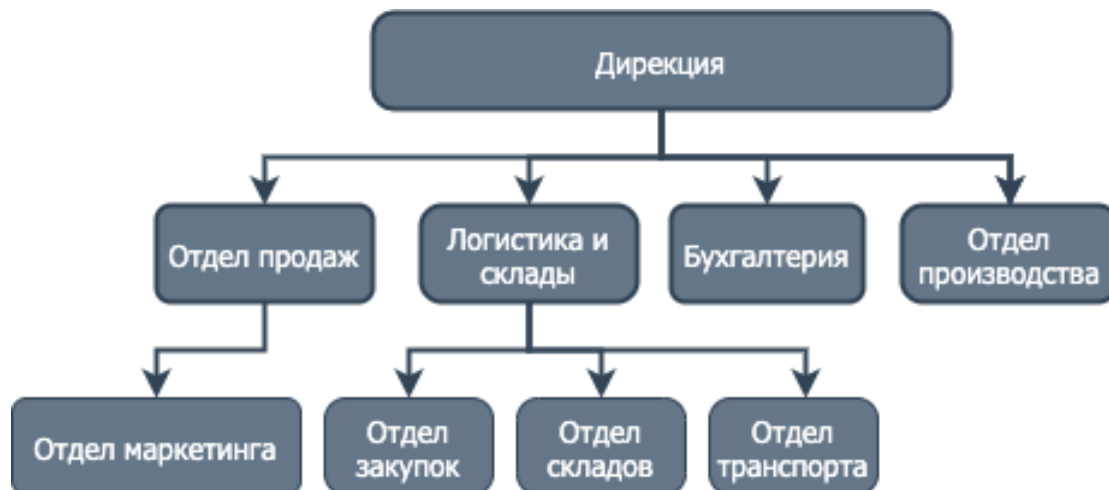 Дирекция
Отдел продаж
Логистика и
склады
Бухгалтерия
Отдел
производства
Отдел маркетинга
Отдел
закупок
Отдел
складов
Отдел
транспорта